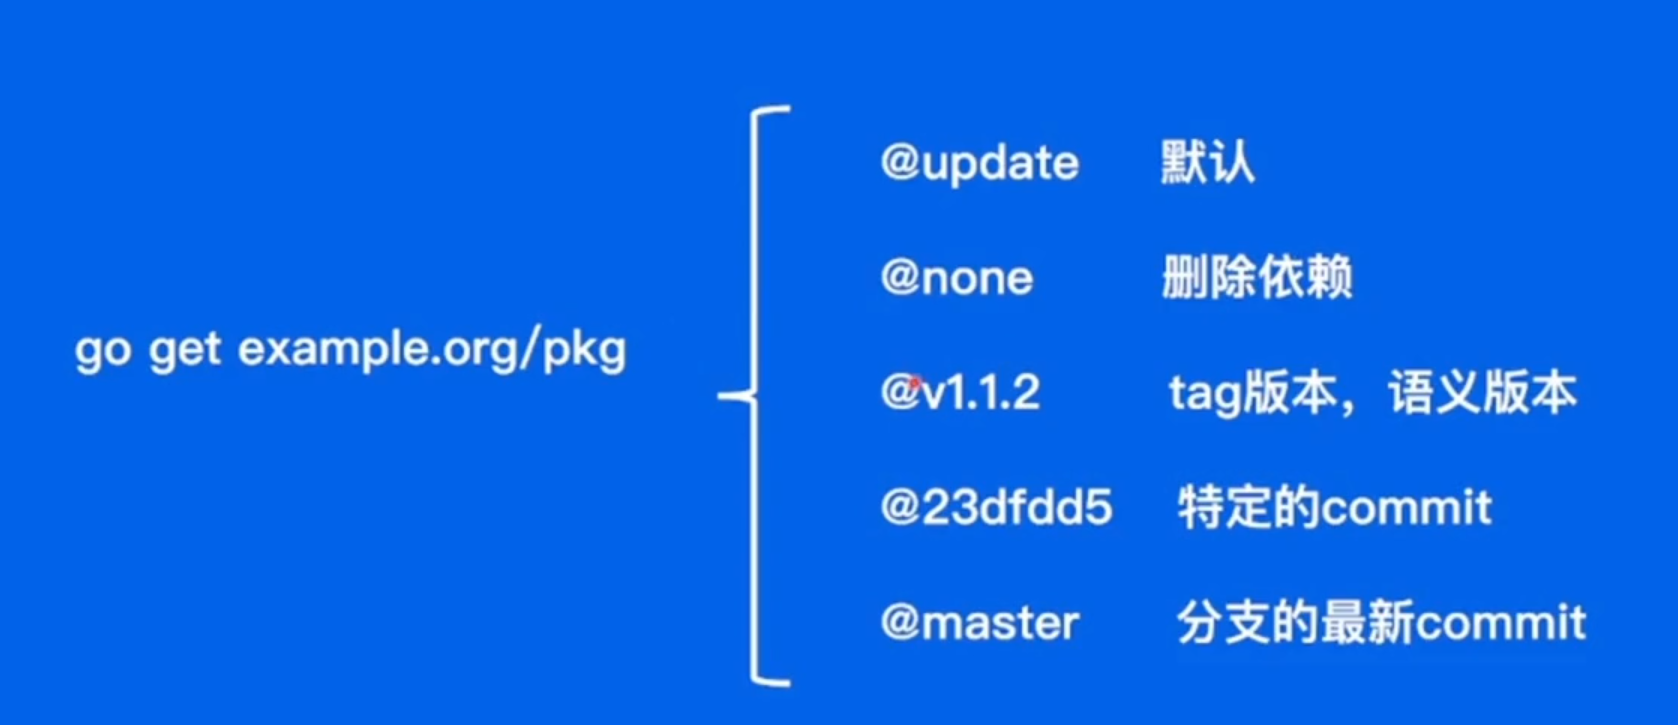 go get example.org/pkg
@update 默认
@none 删除依赖
@v1.1.2 tag版本，语义版本
@23dfdd5 特定的commit
@master 分支的最新commit